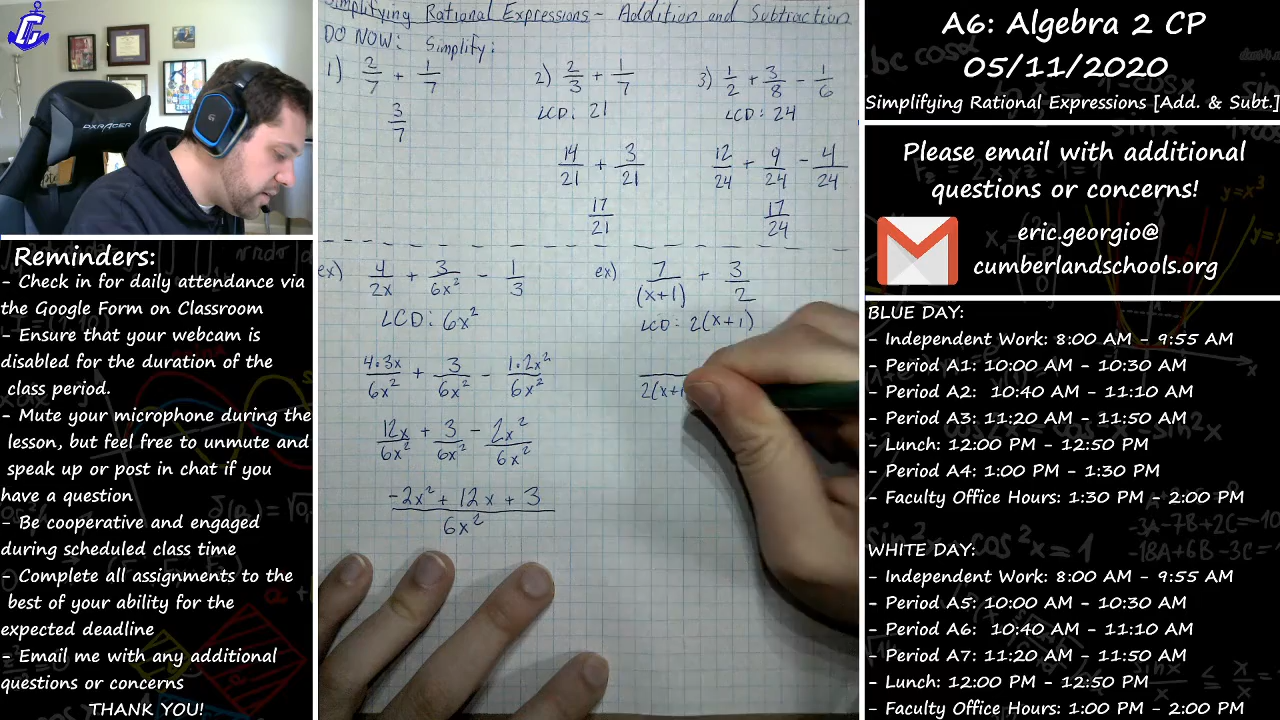 Simplifying Rational Expressions - Addition and Subtraction
DO NOW: Simplify:
1) 2/7 + 1/7
3/7
2) 2/3 + 1/7
LCD: 21
14/21 + 3/21
17/21
3) 1/2 + 3/8 - 1/6
LCD: 24
12/24 + 9/24 - 4/24
17/24
ex) 4/2x + 3/6x² - 1/3
LCD: 6x²
4·3x/6x² + 3/6x² - 1·2x²/6x²
12x/6x² + 3/6x² - 2x²/6x²
-2x² + 12x + 3
6x²
ex) 7/(x+1) + 3/2
LCD: 2(x+1)
2(x+1
G
DXRACER
Reminders:
- Check in for daily attendance via
the Google Form on Classroom
- Ensure that your webcam is
disabled for the duration of the
class period.
- Mute your microphone during the
lesson, but feel free to unmute and
speak up or post in chat if you
have a question
- Be cooperative and engaged
during scheduled class time
- Complete all assignments to the
best of your ability for the
expected deadline
- Email me with any additional
questions or concerns
THANK YOU!
A6: Algebra 2 CP
05/11/2020
Simplifying Rational Expressions [Add. & Subt.]
Please email with additional
questions or concerns!
eric.georgio@
cumberlandschools.org
BLUE DAY:
- Independent Work: 8:00 AM - 9:55 AM
- Period A1: 10:00 AM - 10:30 AM
- Period A2: 10:40 AM - 11:10 AM
- Period A3: 11:20 AM - 11:50 AM
- Lunch: 12:00 PM - 12:50 PM
- Period A4: 1:00 PM - 1:30 PM
- Faculty Office Hours: 1:30 PM - 2:00 PM
WHITE DAY:
- Independent Work: 8:00 AM - 9:55 AM
- Period A5: 10:00 AM - 10:30 AM
- Period A6: 10:40 AM - 11:10 AM
- Period A7: 11:20 AM - 11:50 AM
- Lunch: 12:00 PM - 12:50 PM
- Faculty Office Hours: 1:00 PM - 2:00 PM